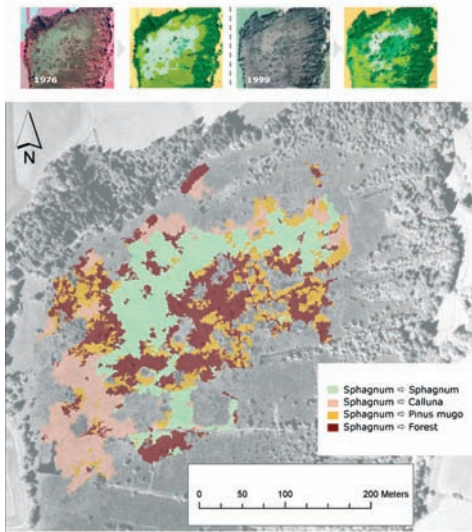 1976
1999
N
Sphagnum ⇨ Sphagnum
Sphagnum ⇨ Calluna
Sphagnum ⇨ Pinus mugo
Sphagnum ⇨ Forest
0 50 100 200 Meters